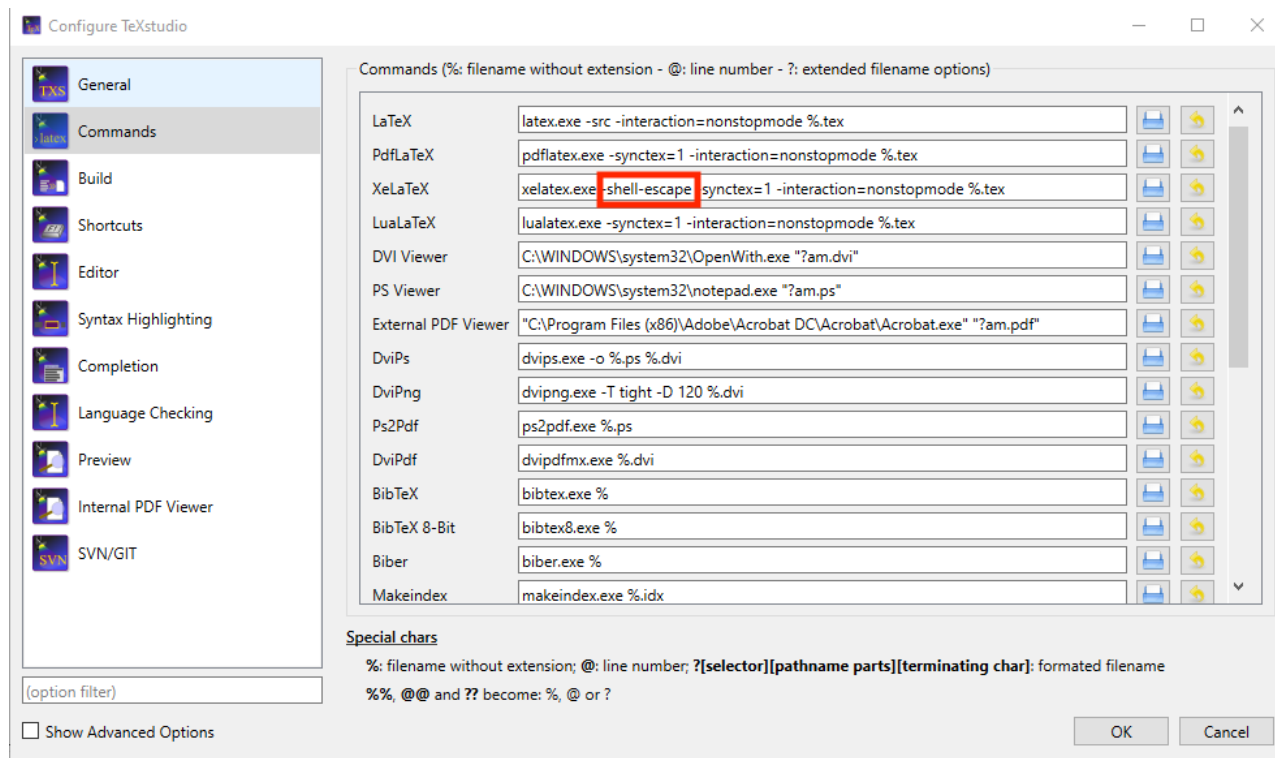 Configure TeXstudio
General
Commands
Build
Shortcuts
Editor
Syntax Highlighting
Completion
Language Checking
Preview
Internal PDF Viewer
SVN/GIT
(option filter)
Show Advanced Options
Commands (%: filename without extension - @: line number - ?: extended filename options)
LaTeX latex.exe -src -interaction=nonstopmode %.tex
PdfLaTeX pdflatex.exe -synctex=1 -interaction=nonstopmode %.tex
XeLaTeX xelatex.exe -shell-escape -synctex=1 -interaction=nonstopmode %.tex
LuaLaTeX lualatex.exe -synctex=1 -interaction=nonstopmode %.tex
DVI Viewer C:\WINDOWS\system32\OpenWith.exe "?am.dvi"
PS Viewer C:\WINDOWS\system32\notepad.exe "?am.ps"
External PDF Viewer "C:\Program Files (x86)\Adobe\Acrobat DC\Acrobat\Acrobat.exe" "?am.pdf"
DviPs dvips.exe -o %.ps %.dvi
DviPng dvipng.exe -T tight -D 120 %.dvi
Ps2Pdf ps2pdf.exe %.ps
DviPdf dvipdfmx.exe %.dvi
BibTeX bibtex.exe %
BibTeX 8-Bit bibtex8.exe %
Biber biber.exe %
Makeindex makeindex.exe %.idx
Special chars
%: filename without extension; @: line number; ?[selector][pathname parts][terminating char]: formated filename
%%, @@ and ?? become: %, @ or ?
OK Cancel